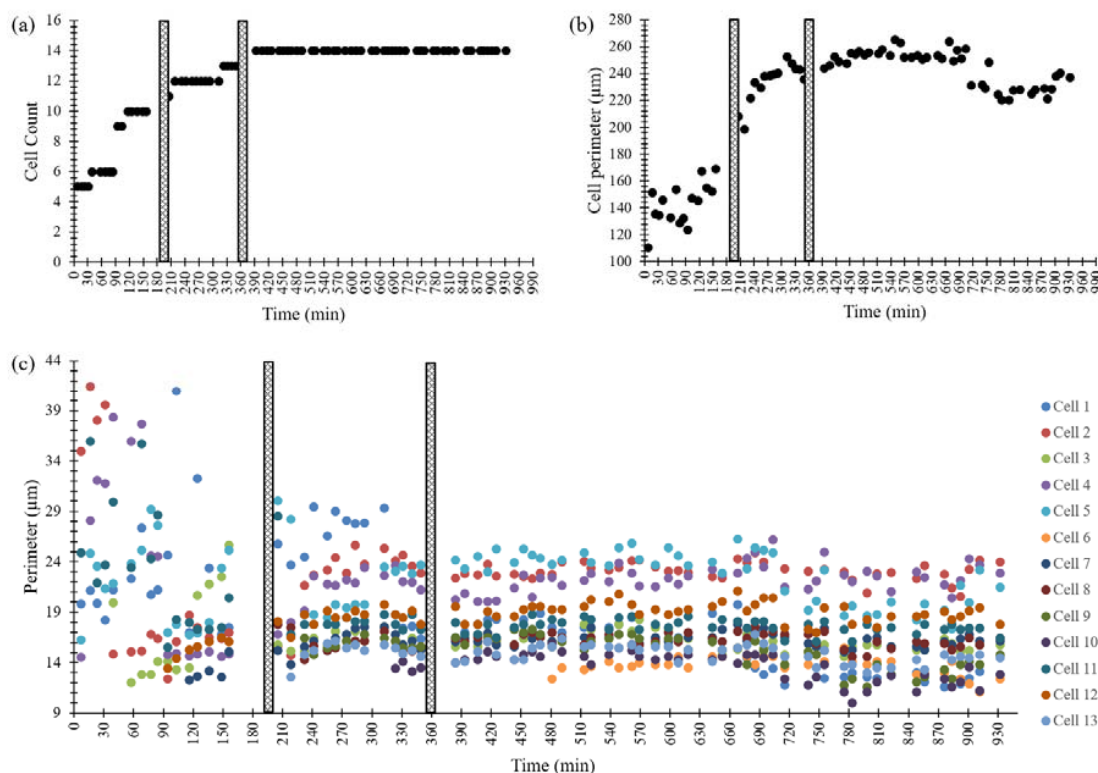 (a)
Cell Count
16
14
12
10
8
6
4
2
0
0 30 60 90 120 150 180 210 240 270 300 330 360 390 420 450 480 510 540 570 600 630 660 690 720 750 780 810 840 870 900 930 960 990
Time (min)
(b)
Cell perimeter (µm)
280
260
240
220
200
180
160
140
120
100
0 30 60 90 120 150 180 210 240 270 300 330 360 390 420 450 480 510 540 570 600 630 660 690 720 750 780 810 840 870 900 930 960 990
Time (min)
(c)
Perimeter (µm)
44
39
34
29
24
19
14
9
0 30 60 90 120 150 180 210 240 270 300 330 360 390 420 450 480 510 540 570 600 630 660 690 720 750 780 810 840 870 900 930
Time (min)
Cell 1
Cell 2
Cell 3
Cell 4
Cell 5
Cell 6
Cell 7
Cell 8
Cell 9
Cell 10
Cell 11
Cell 12
Cell 13